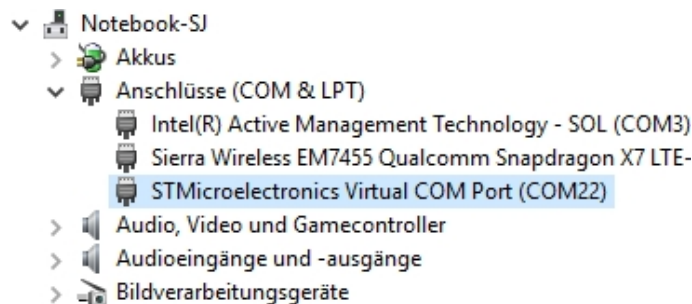 Notebook-SJ
Akkus
Anschlüsse (COM & LPT)
Intel(R) Active Management Technology - SOL (COM3)
Sierra Wireless EM7455 Qualcomm Snapdragon X7 LTE-
STMicroelectronics Virtual COM Port (COM22)
Audio, Video und Gamecontroller
Audioeingänge und -ausgänge
Bildverarbeitungsgeräte